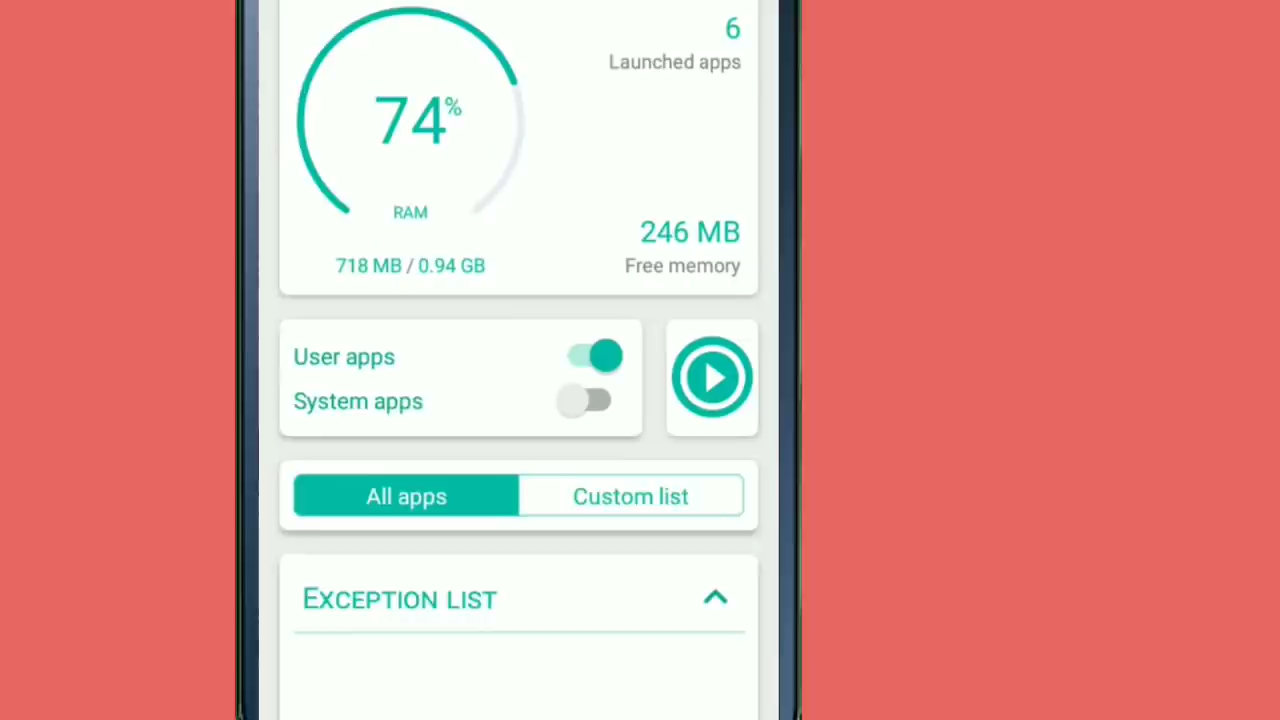 6
Launched apps
74%
RAM
718 MB / 0.94 GB
246 MB
Free memory
User apps
System apps
All apps
Custom list
EXCEPTION LIST